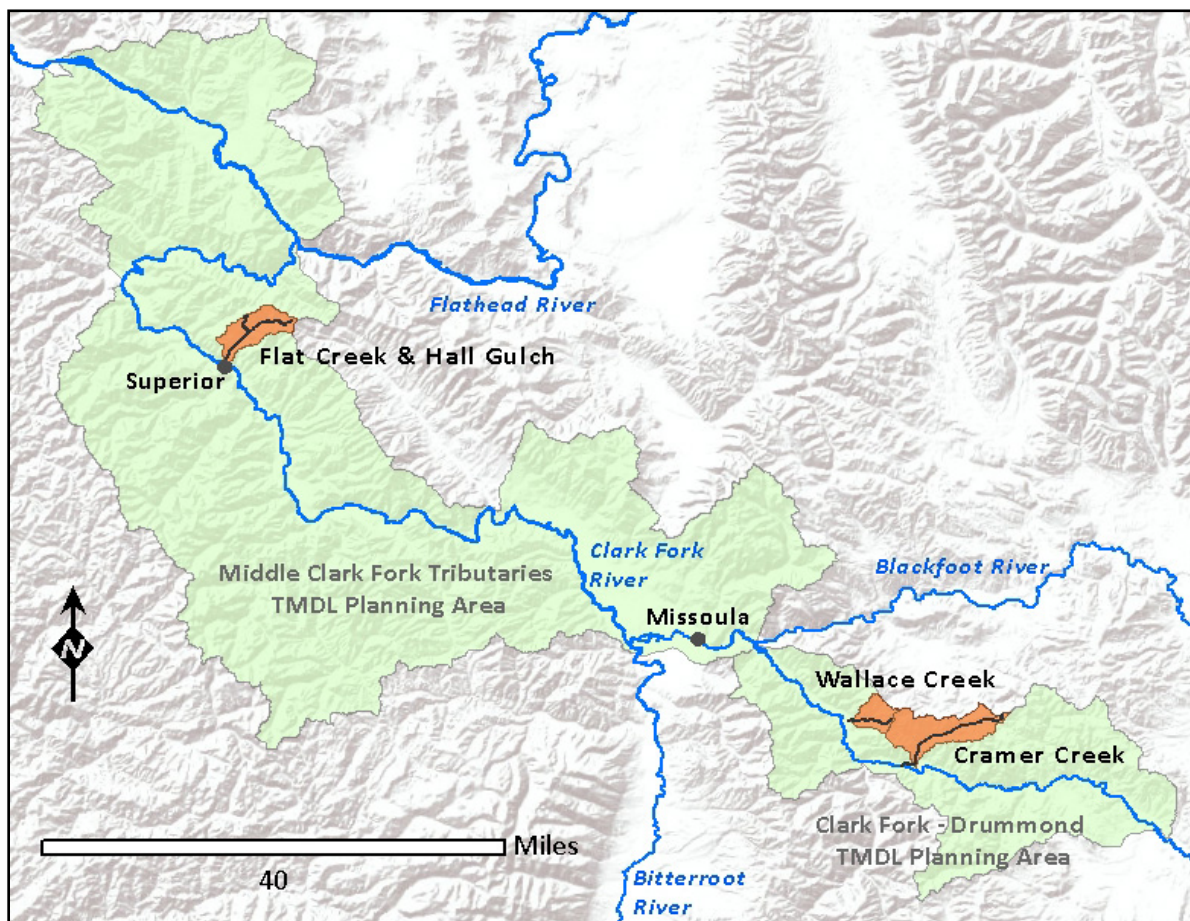 Flathead River
Flat Creek & Hall Gulch
Superior
Clark Fork
River
Blackfoot River
Middle Clark Fork Tributaries
TMDL Planning Area
Missoula
N
Wallace Creek
Cramer Creek
Clark Fork - Drummond
TMDL Planning Area
Miles
40
Bitterroot
River